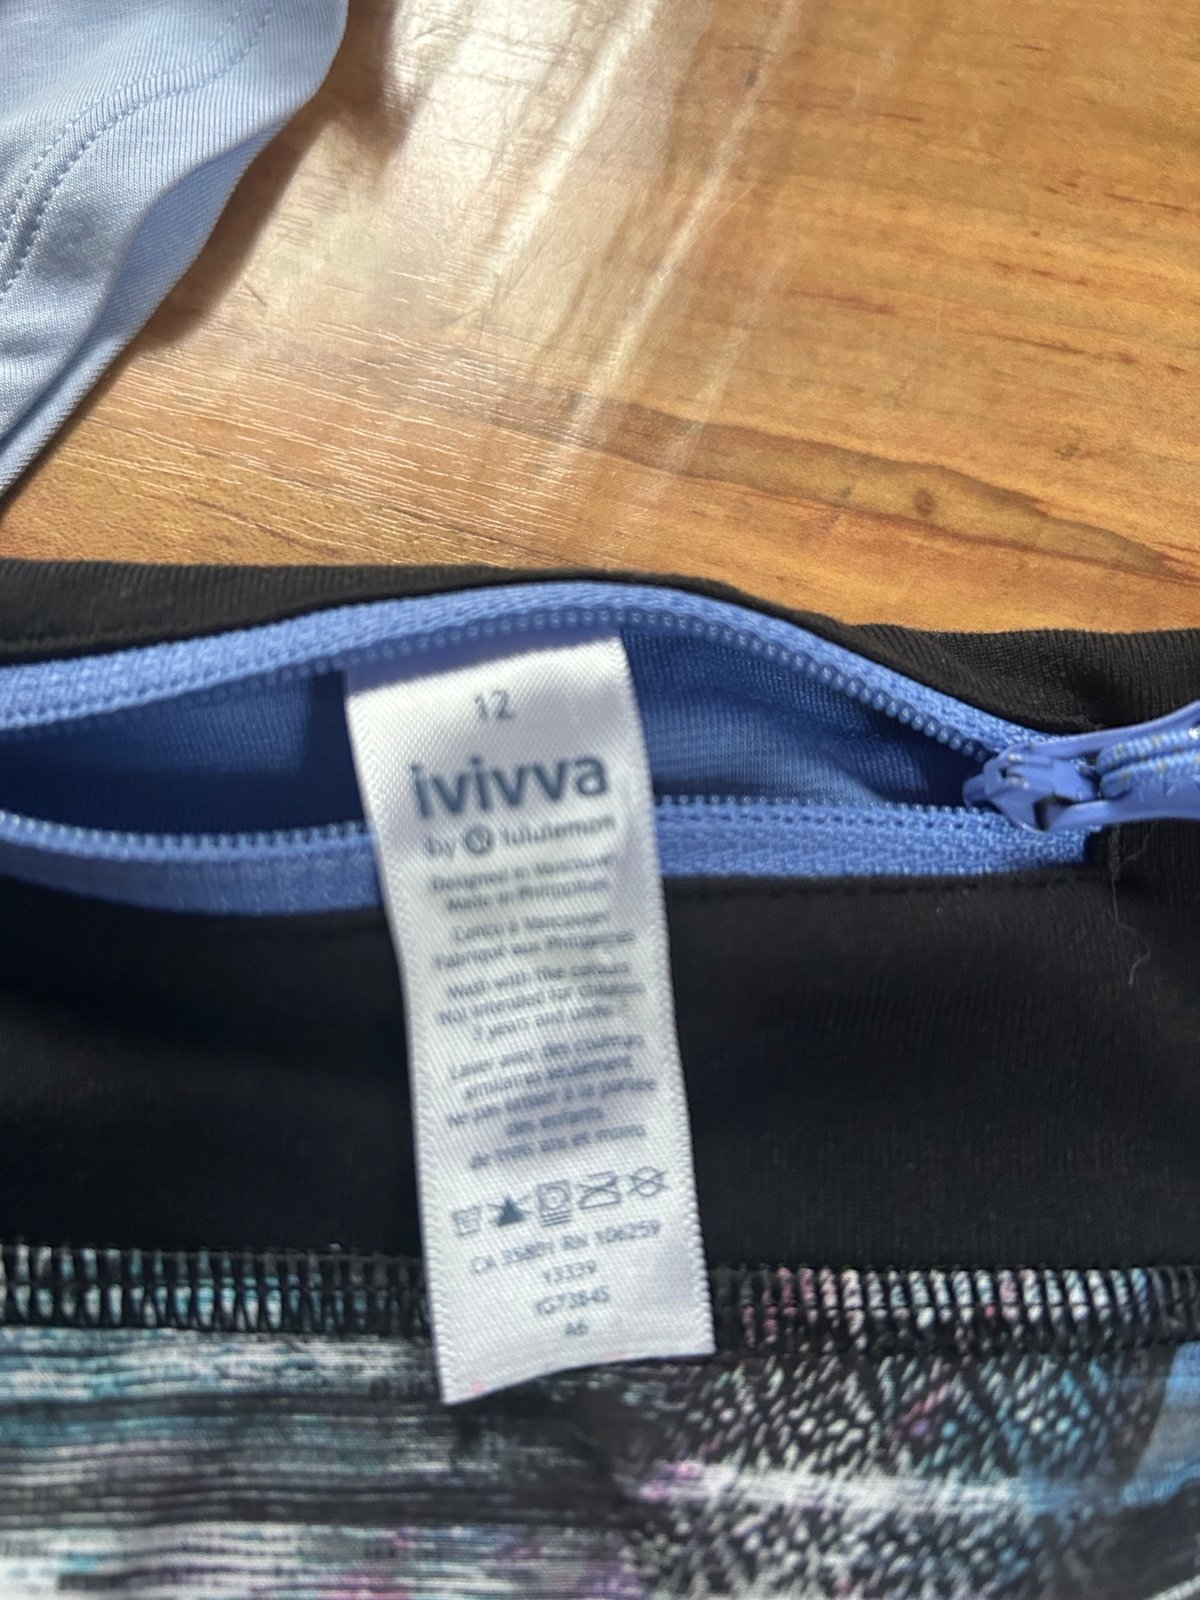 12
ivivva
by lululemon
Designed in Vancouver
Made in Philippines
Conçu à Vancouver
Fabriqué aux Philippines
Wash with like colours
Not intended for children
3 years and under
Laver avec des couleurs
similaires seulement
Ne pas utiliser à la portée
des enfants
de trois ans et moins
CA 35801 RN 106259
13339
A6